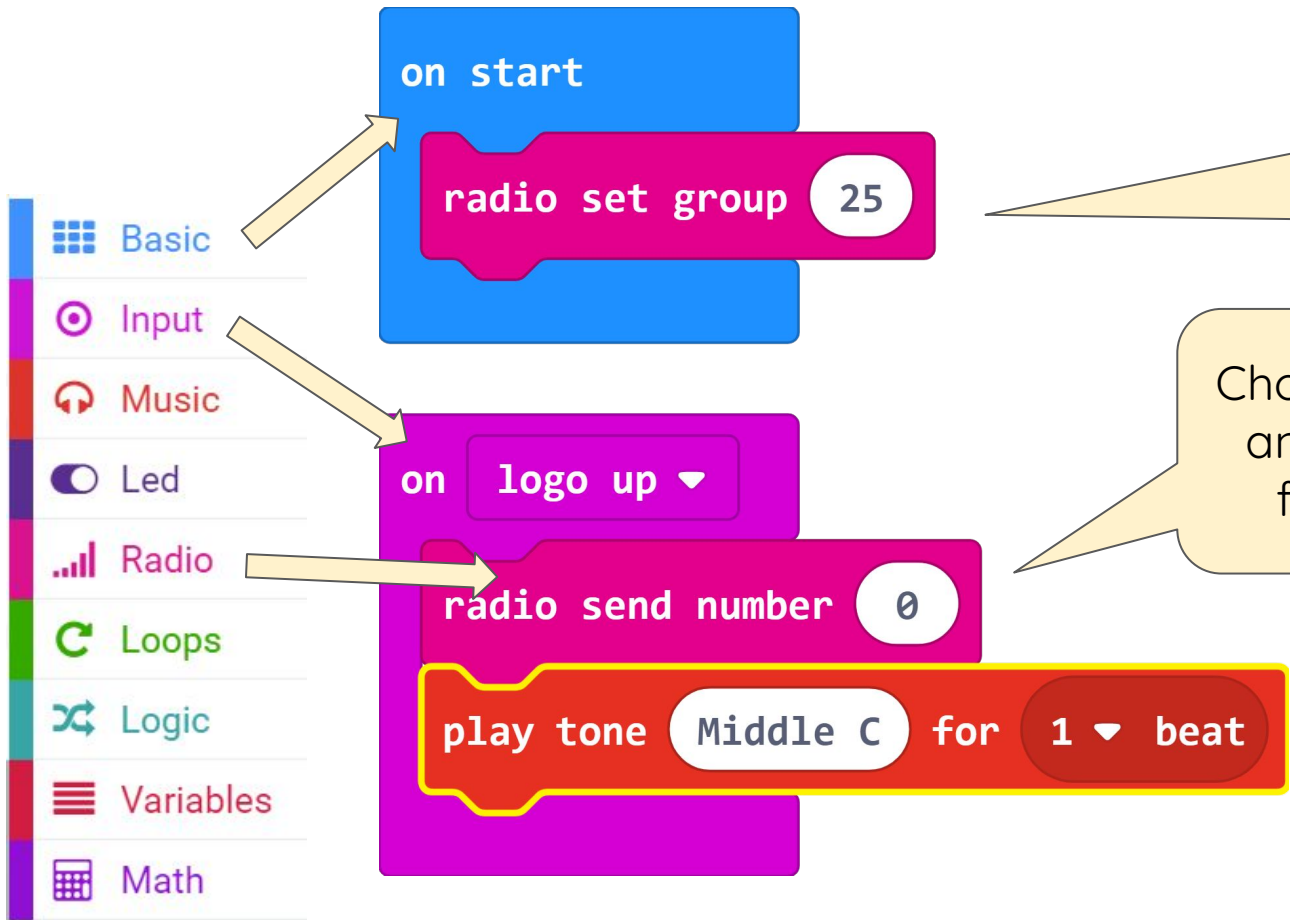 on start
radio set group 25
Basic
Input
Music
Led
Radio
Loops
Logic
Variables
Math
on logo up
radio send number 0
play tone Middle C for 1 beat